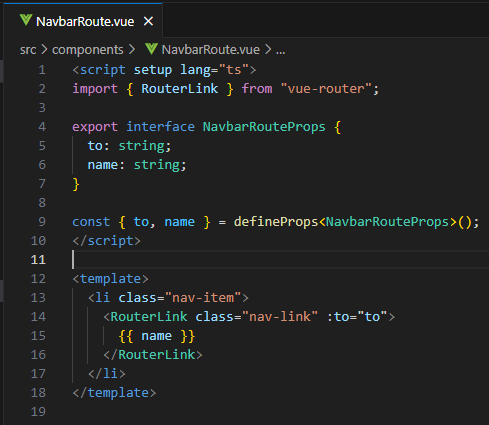 NavbarRoute.vue ×
src > components > NavbarRoute.vue > ...
1 <script setup lang="ts">
2 import { RouterLink } from "vue-router";
3
4 export interface NavbarRouteProps {
5   to: string;
6   name: string;
7 }
8
9 const { to, name } = defineProps<NavbarRouteProps>();
10 </script>
11
12 <template>
13   <li class="nav-item">
14     <RouterLink class="nav-link" :to="to">
15       {{ name }}
16     </RouterLink>
17   </li>
18 </template>
19